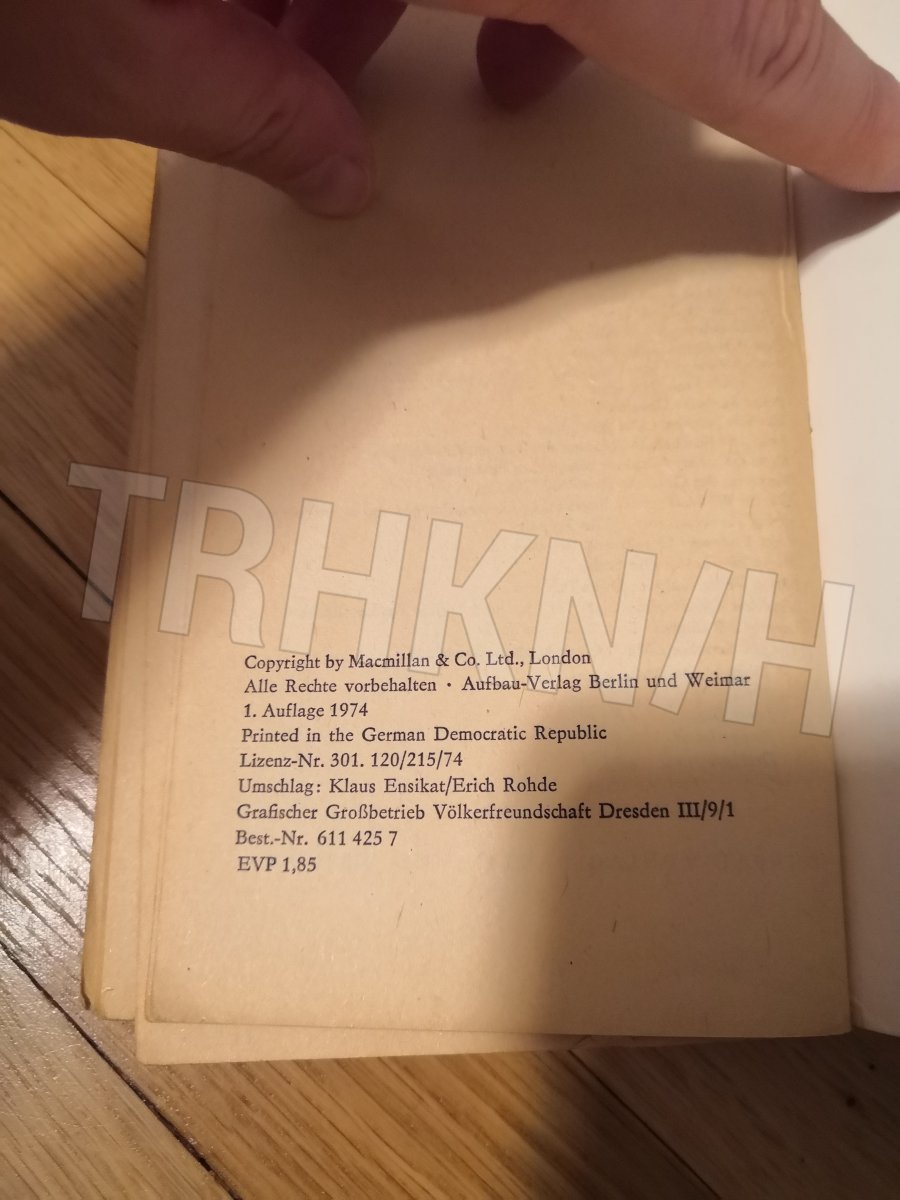 TRHKN/H
Copyright by Macmillan & Co. Ltd., London
Alle Rechte vorbehalten · Aufbau-Verlag Berlin und Weimar
1. Auflage 1974
Printed in the German Democratic Republic
Lizenz-Nr. 301. 120/215/74
Umschlag: Klaus Ensikat/Erich Rohde
Grafischer Großbetrieb Völkerfreundschaft Dresden III/9/1
Best.-Nr. 611 425 7
EVP 1,85